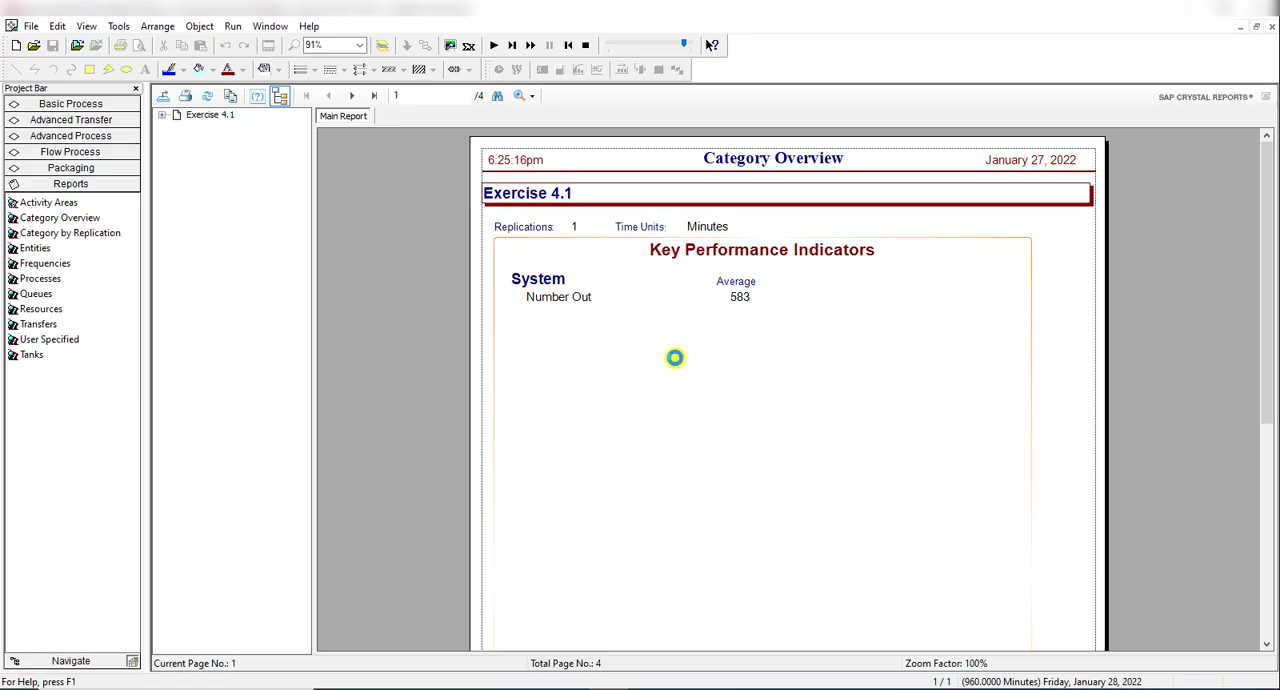 File Edit View Tools Arrange Object Run Window Help
91%
Project Bar
Basic Process
Advanced Transfer
Advanced Process
Flow Process
Packaging
Reports
Activity Areas
Category Overview
Category by Replication
Entities
Frequencies
Processes
Queues
Resources
Transfers
User Specified
Tanks
Navigate
1 /4
SAP CRYSTAL REPORTS®
Exercise 4.1
Main Report
6:25:16pm Category Overview January 27, 2022
Exercise 4.1
Replications: 1 Time Units: Minutes
Key Performance Indicators
System Average
Number Out 583
Current Page No.: 1 Total Page No.: 4 Zoom Factor: 100%
For Help, press F1 1 / 1 (960.0000 Minutes) Friday, January 28, 2022